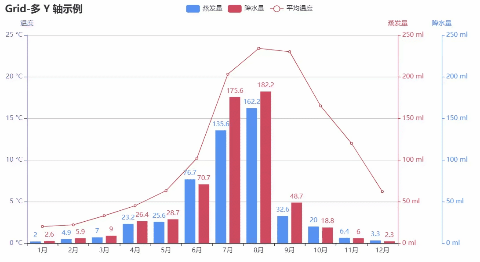 Grid-多 Y 轴示例
蒸发量 降水量 平均温度
温度 蒸发量 降水量
25 °C 250 ml 250 ml
20 °C 200 ml 200 ml
15 °C 150 ml 150 ml
10 °C 100 ml 100 ml
5 °C 50 ml 50 ml
0 °C 0 ml 0 ml
2 4.9 7 23.2 25.6 76.7 135.6 162.2 32.6 20 6.4 3.3
2.6 5.9 9 26.4 28.7 70.7 175.6 182.2 48.7 18.8 6 2.3
1月 2月 3月 4月 5月 6月 7月 8月 9月 10月 11月 12月